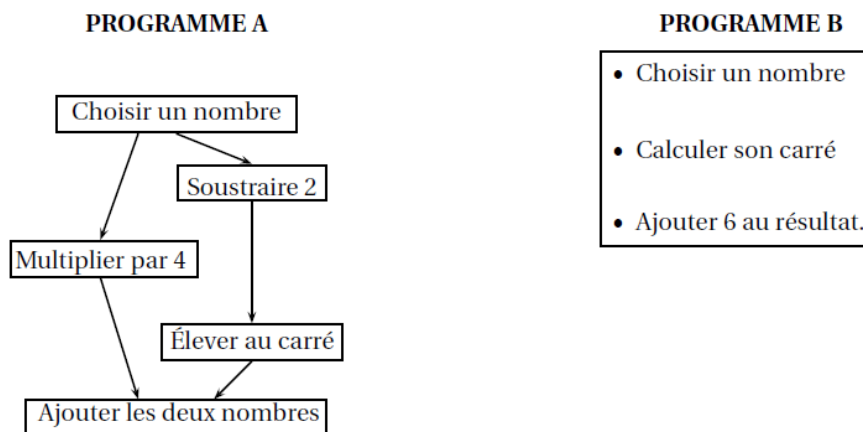 PROGRAMME A
Choisir un nombre
Soustraire 2
Multiplier par 4
Élever au carré
Ajouter les deux nombres
PROGRAMME B
• Choisir un nombre
• Calculer son carré
• Ajouter 6 au résultat.